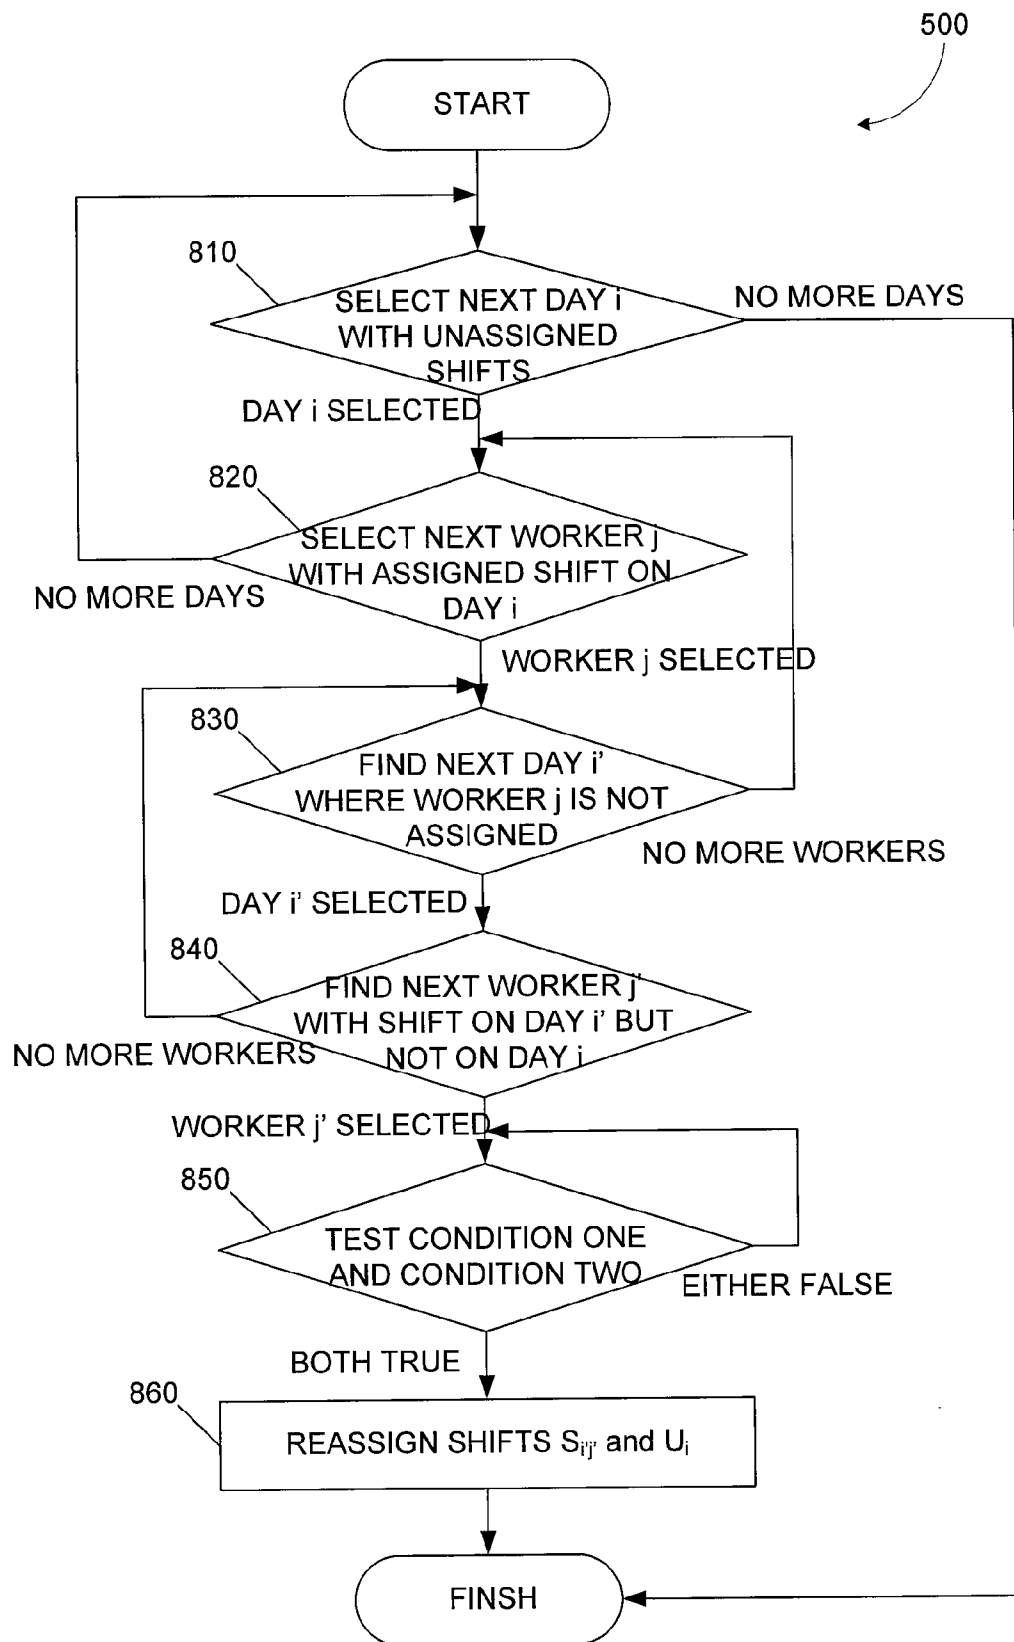 500
START
810
SELECT NEXT DAY i
WITH UNASSIGNED
SHIFTS
NO MORE DAYS
DAY i SELECTED
820
SELECT NEXT WORKER j
WITH ASSIGNED SHIFT ON
DAY i
NO MORE DAYS
WORKER j SELECTED
830
FIND NEXT DAY i'
WHERE WORKER j IS NOT
ASSIGNED
NO MORE WORKERS
DAY i' SELECTED
840
FIND NEXT WORKER j'
WITH SHIFT ON DAY i' BUT
NOT ON DAY i
NO MORE WORKERS
WORKER j' SELECTED
850
TEST CONDITION ONE
AND CONDITION TWO
EITHER FALSE
BOTH TRUE
860
REASSIGN SHIFTS Si'j' and Ui
FINSH